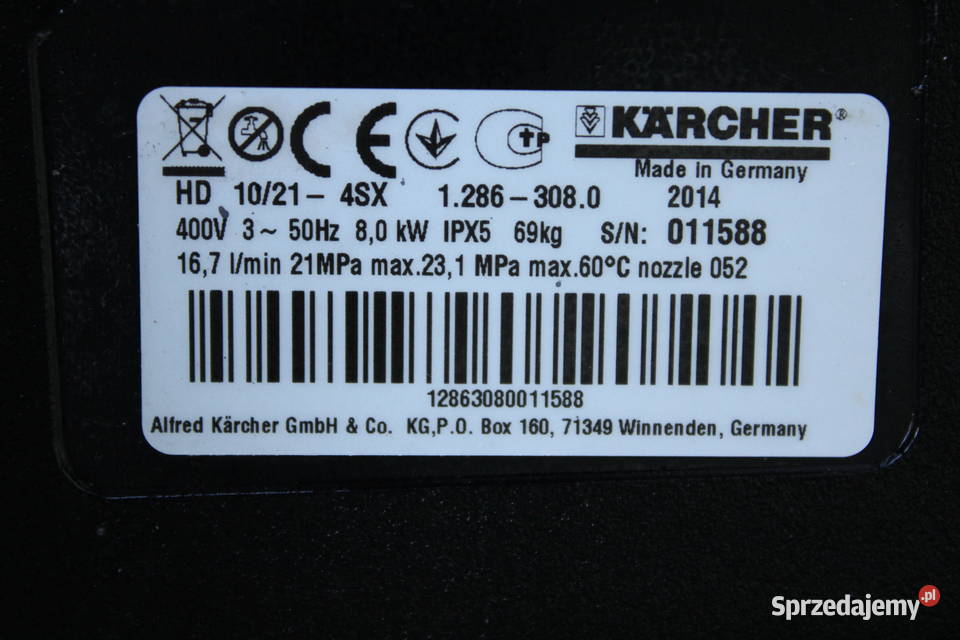 KÄRCHER®
Made in Germany
HD 10/21-4SX 1.286-308.0 2014
400V 3~ 50Hz 8,0 kW IPX5 69kg S/N: 011588
16,7 l/min 21MPa max.23,1 MPa max.60°C nozzle 052
12863080011588
Alfred Kärcher GmbH & Co. KG,P.O. Box 160, 71349 Winnenden, Germany
Sprzedajemy.pl